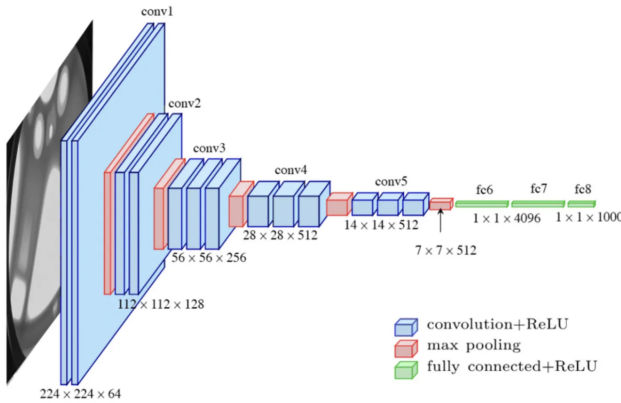 conv1
conv2
conv3
conv4
conv5
fc6
fc7
fc8
1 × 1 × 4096
1 × 1 × 1000
14 × 14 × 512
28 × 28 × 512
7 × 7 × 512
56 × 56 × 256
112 × 112 × 128
224 × 224 × 64
convolution+ReLU
max pooling
fully connected+ReLU